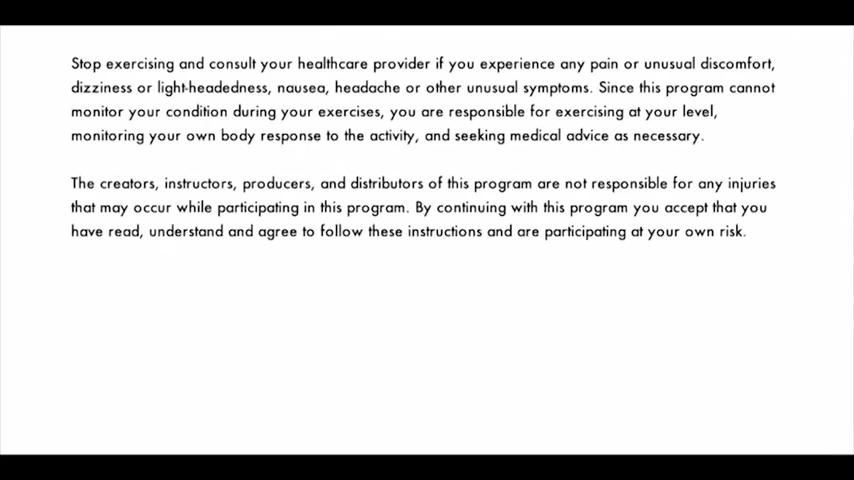 Stop exercising and consult your healthcare provider if you experience any pain or unusual discomfort,
dizziness or light-headedness, nausea, headache or other unusual symptoms. Since this program cannot
monitor your condition during your exercises, you are responsible for exercising at your level,
monitoring your own body response to the activity, and seeking medical advice as necessary.
The creators, instructors, producers, and distributors of this program are not responsible for any injuries
that may occur while participating in this program. By continuing with this program you accept that you
have read, understand and agree to follow these instructions and are participating at your own risk.